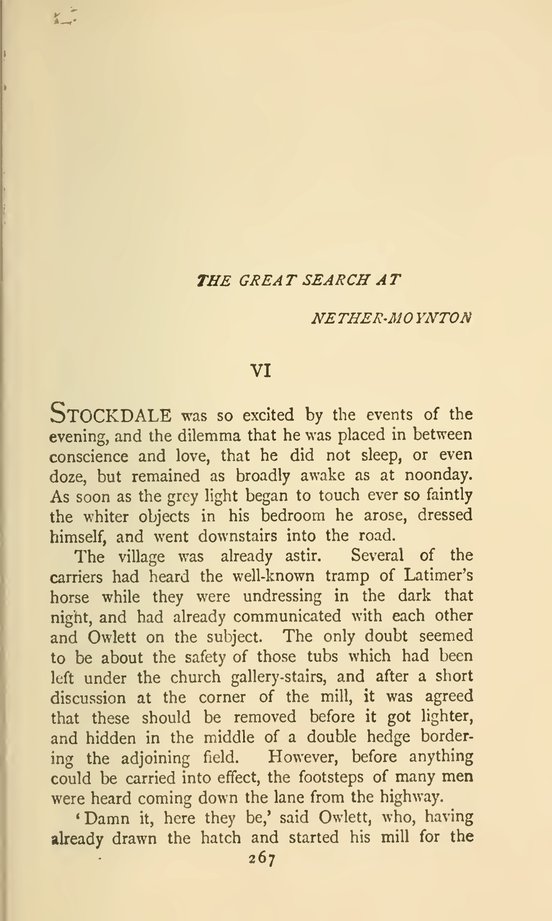 THE GREAT SEARCH AT
NETHER-MOYNTON
VI
STOCKDALE was so excited by the events of the
evening, and the dilemma that he was placed in between
conscience and love, that he did not sleep, or even
doze, but remained as broadly awake as at noonday.
As soon as the grey light began to touch ever so faintly
the whiter objects in his bedroom he arose, dressed
himself, and went downstairs into the road.
The village was already astir. Several of the
carriers had heard the well-known tramp of Latimer's
horse while they were undressing in the dark that
night, and had already communicated with each other
and Owlett on the subject. The only doubt seemed
to be about the safety of those tubs which had been
left under the church gallery-stairs, and after a short
discussion at the corner of the mill, it was agreed
that these should be removed before it got lighter,
and hidden in the middle of a double hedge border-
ing the adjoining field. However, before anything
could be carried into effect, the footsteps of many men
were heard coming down the lane from the highway.
‘Damn it, here they be,’ said Owlett, who, having
already drawn the hatch and started his mill for the
267